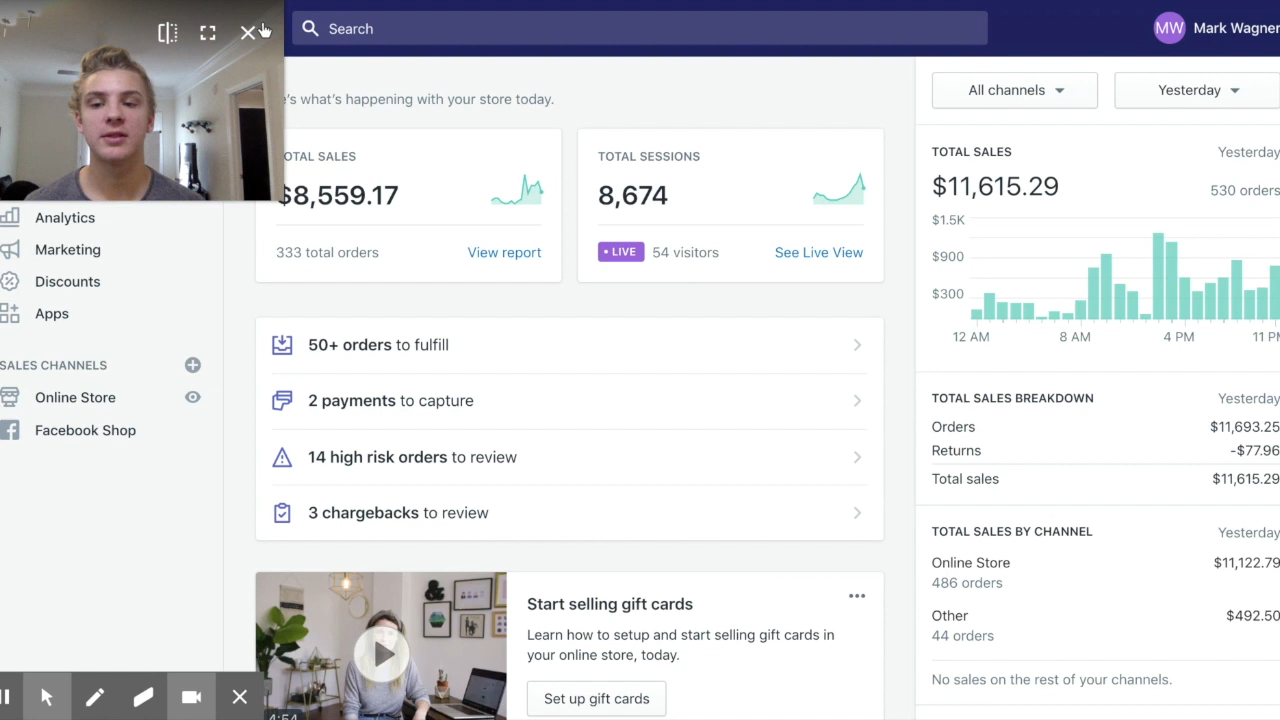 Search
MW Mark Wagner
e's what's happening with your store today.
All channels
Yesterday
OTAL SALES
$8,559.17
333 total orders
View report
TOTAL SESSIONS
8,674
• LIVE 54 visitors
See Live View
Analytics
Marketing
Discounts
Apps
SALES CHANNELS
Online Store
Facebook Shop
50+ orders to fulfill
2 payments to capture
14 high risk orders to review
3 chargebacks to review
Start selling gift cards
Learn how to setup and start selling gift cards in
your online store, today.
Set up gift cards
4:54
TOTAL SALES Yesterday
$11,615.29 530 orders
$1.5K
$900
$300
12 AM 8 AM 4 PM 11 PM
TOTAL SALES BREAKDOWN Yesterday
Orders $11,693.25
Returns -$77.96
Total sales $11,615.29
TOTAL SALES BY CHANNEL Yesterday
Online Store $11,122.79
486 orders
Other $492.50
44 orders
No sales on the rest of your channels.